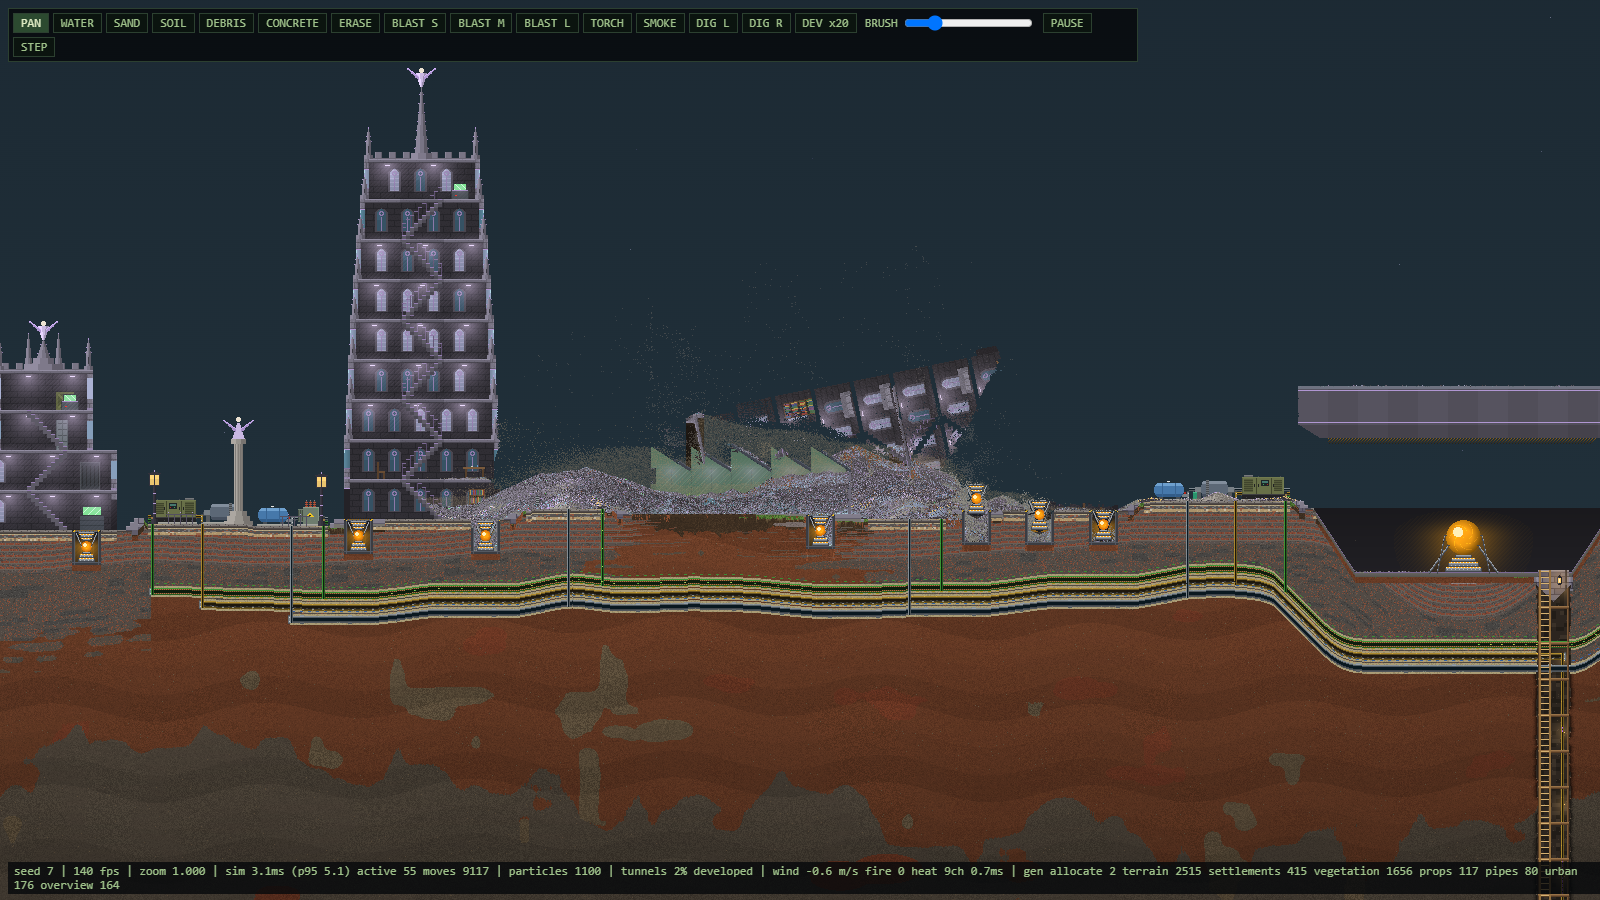 PAN WATER SAND SOIL DEBRIS CONCRETE ERASE BLAST S BLAST M BLAST L TORCH SMOKE DIG L DIG R DEV x20 BRUSH PAUSE
STEP
seed 7 | 140 fps | zoom 1.000 | sim 3.1ms (p95 5.1) active 55 moves 9117 | particles 1100 | tunnels 2% developed | wind -0.6 m/s fire 0 heat 9ch 0.7ms | gen allocate 2 terrain 2515 settlements 415 vegetation 1656 props 117 pipes 80 urban
176 overview 164